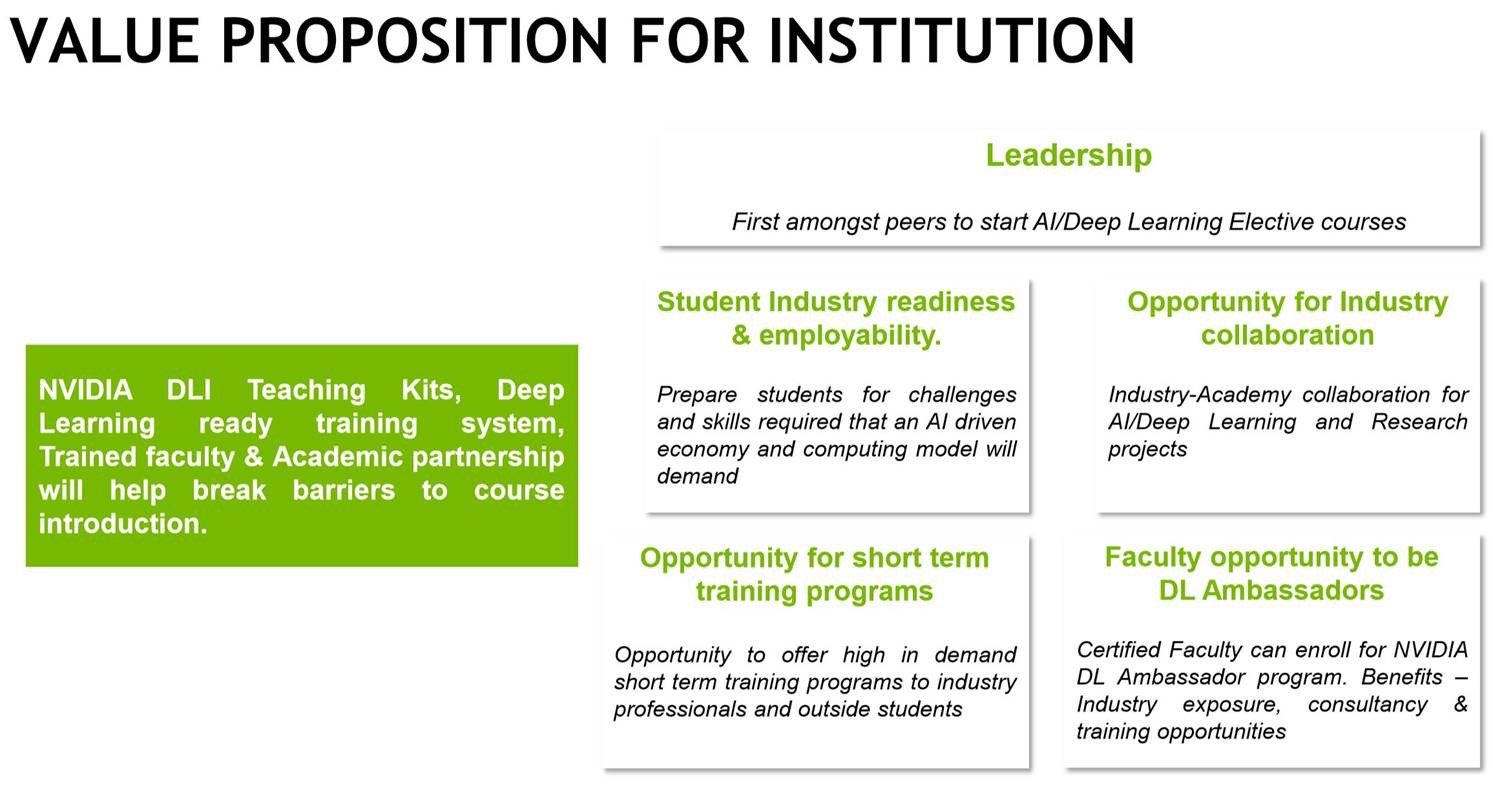 VALUE PROPOSITION FOR INSTITUTION
NVIDIA DLI Teaching Kits, Deep
Learning ready training system,
Trained faculty & Academic partnership
will help break barriers to course
introduction.
Leadership
First amongst peers to start AI/Deep Learning Elective courses
Student Industry readiness
& employability.
Prepare students for challenges
and skills required that an AI driven
economy and computing model will
demand
Opportunity for Industry
collaboration
Industry-Academy collaboration for
AI/Deep Learning and Research
projects
Opportunity for short term
training programs
Opportunity to offer high in demand
short term training programs to industry
professionals and outside students
Faculty opportunity to be
DL Ambassadors
Certified Faculty can enroll for NVIDIA
DL Ambassador program. Benefits –
Industry exposure, consultancy &
training opportunities